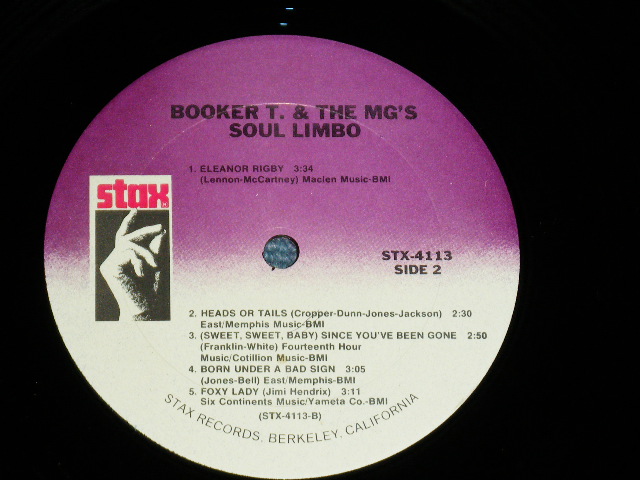 BOOKER T. & THE MG'S
SOUL LIMBO
1. ELEANOR RIGBY 3:34
(Lennon-McCartney) Maclen Music-BMI
stax
STX-4113
SIDE 2
2. HEADS OR TAILS (Cropper-Dunn-Jones-Jackson) 2:30
East/Memphis Music-BMI
3. (SWEET, SWEET, BABY) SINCE YOU'VE BEEN GONE 2:50
(Franklin-White) Fourteenth Hour
Music/Cotillion Music-BMI
4. BORN UNDER A BAD SIGN 3:05
(Jones-Bell) East/Memphis-BMI
5. FOXY LADY (Jimi Hendrix) 3:11
Six Continents Music/Yameta Co.-BMI
(STX-4113-B)
STAX RECORDS, BERKELEY, CALIFORNIA